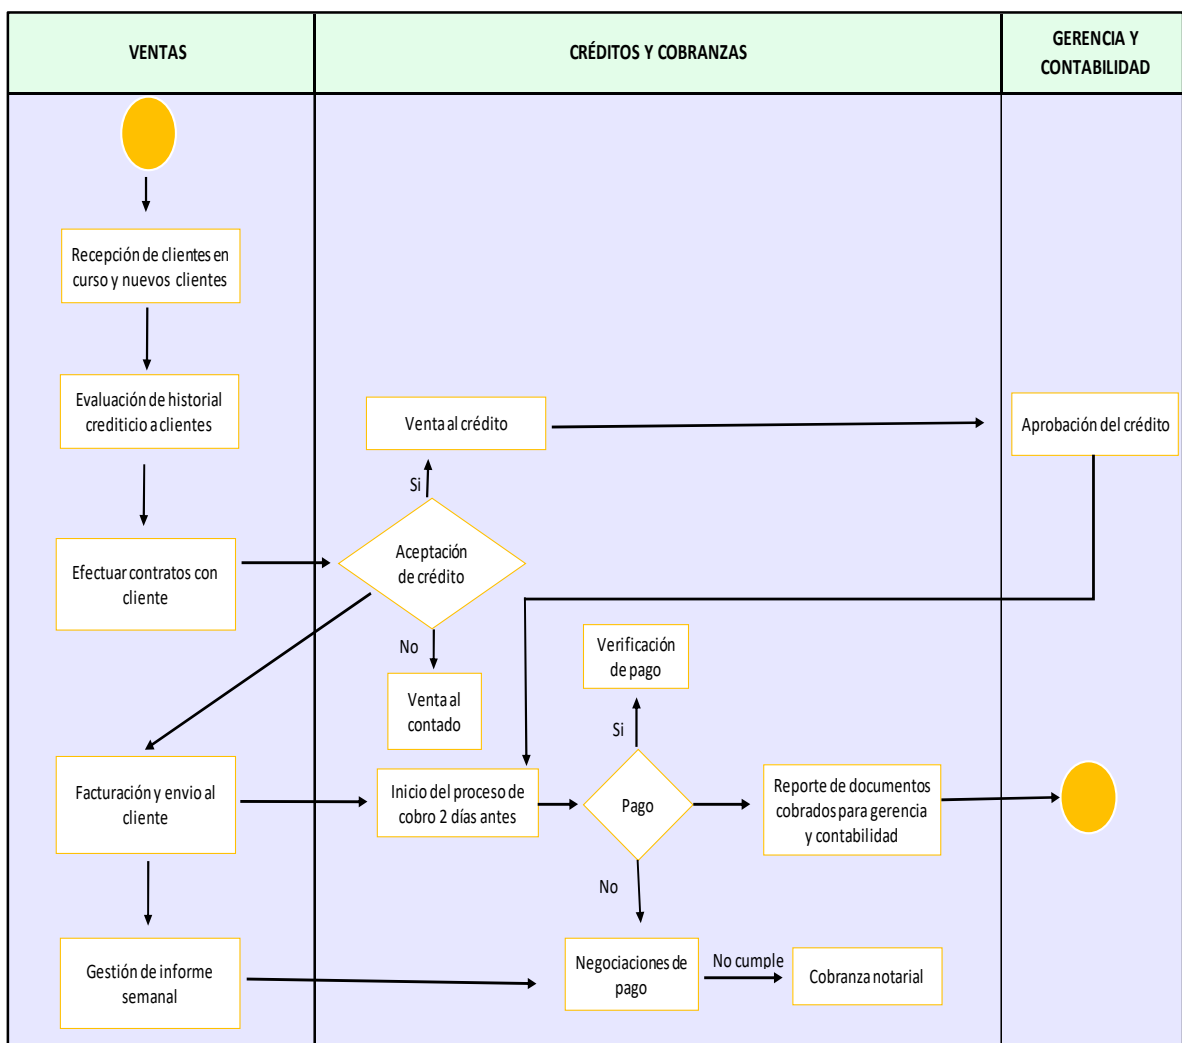 VENTAS
CRÉDITOS Y COBRANZAS
GERENCIA Y
CONTABILIDAD
Recepción de clientes en
curso y nuevos clientes
Evaluación de historial
crediticio a clientes
Venta al crédito
Aprobación del crédito
Si
Efectuar contratos con
cliente
Aceptación
de crédito
No
Venta al
contado
Verificación
de pago
Si
Facturación y envio al
cliente
Inicio del proceso de
cobro 2 días antes
Pago
Reporte de documentos
cobrados para gerencia
y contabilidad
No
Gestión de informe
semanal
Negociaciones de
pago
No cumple
Cobranza notarial